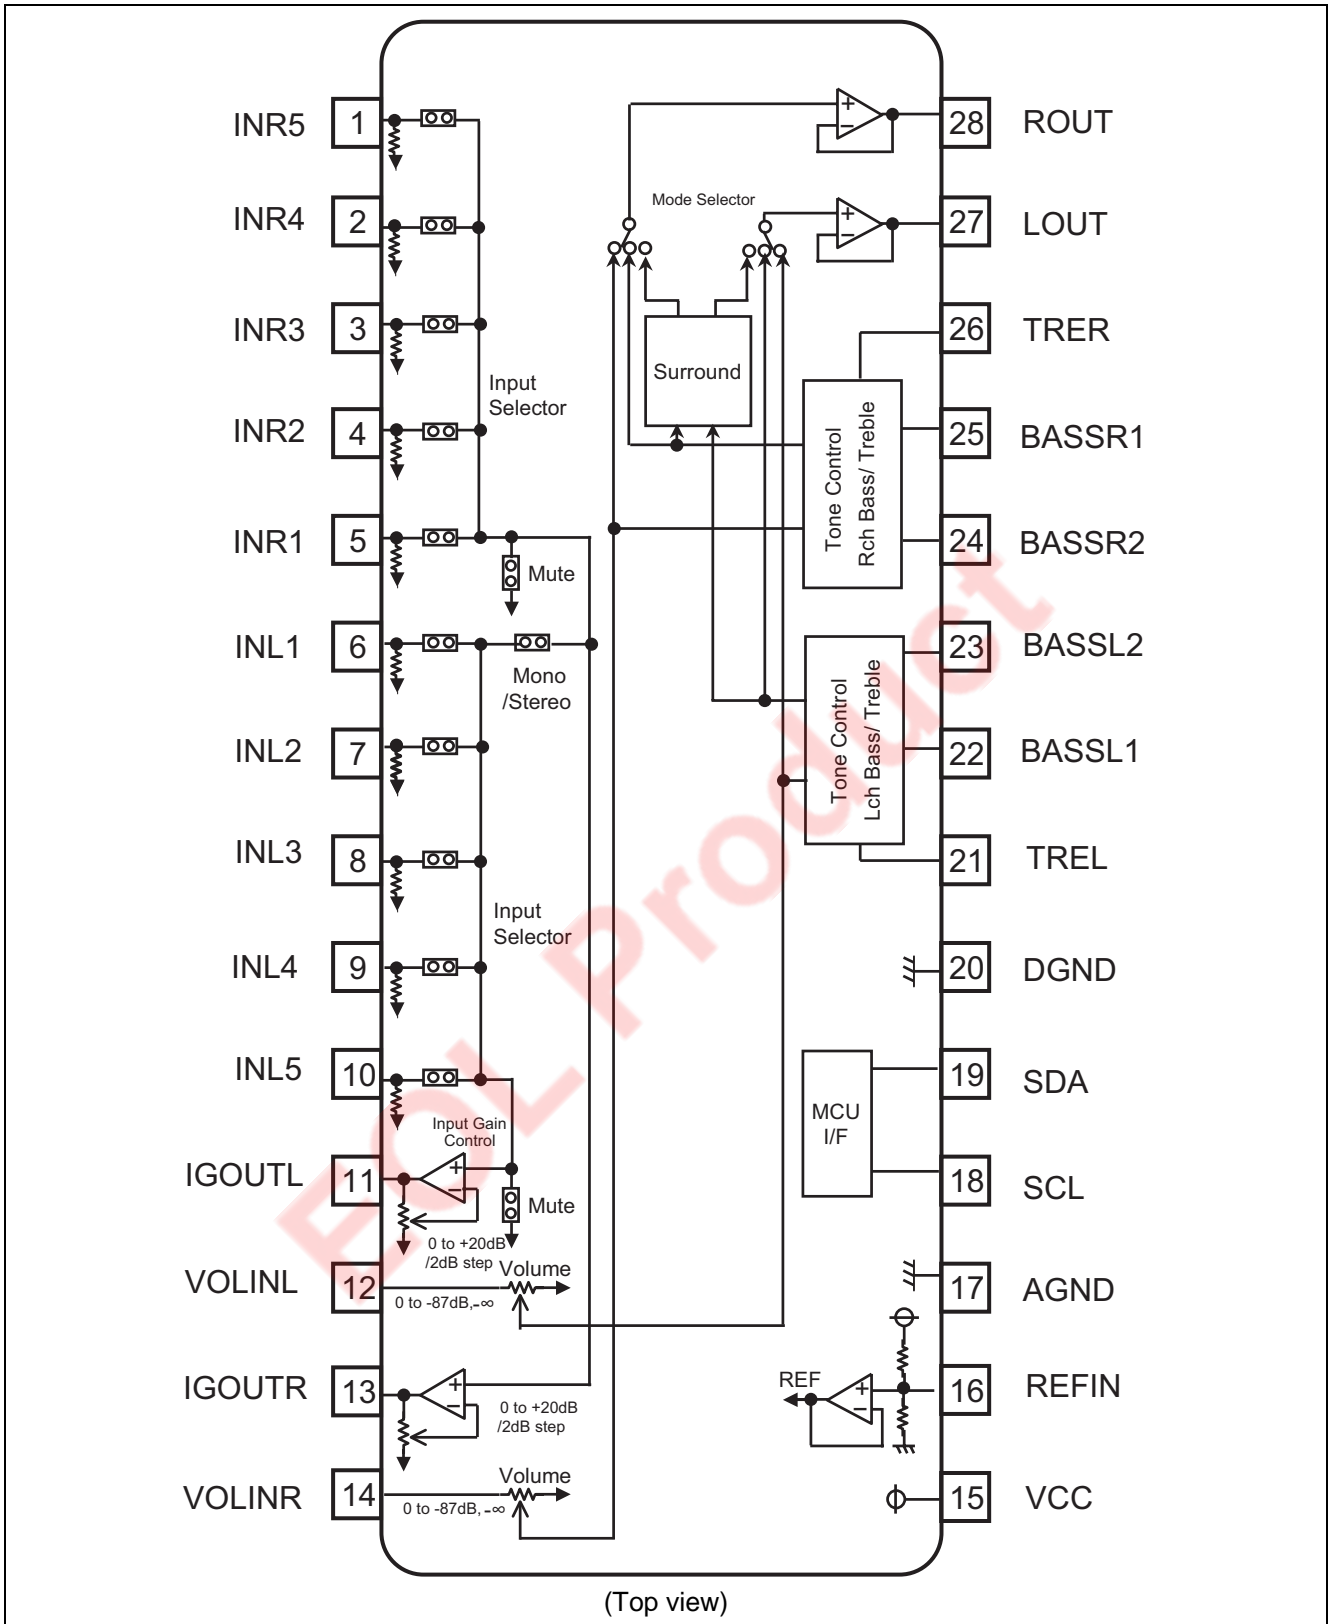 INR5 1
INR4 2
INR3 3
INR2 4
INR1 5
INL1 6
INL2 7
INL3 8
INL4 9
INL5 10
IGOUTL 11
VOLINL 12
IGOUTR 13
VOLINR 14
28 ROUT
27 LOUT
26 TRER
25 BASSR1
24 BASSR2
23 BASSL2
22 BASSL1
21 TREL
20 DGND
19 SDA
18 SCL
17 AGND
16 REFIN
15 VCC
Mode Selector
Surround
Input
Selector
Mute
Mono
/Stereo
Input
Selector
Input Gain
Control
+
−
Mute
0 to +20dB
/2dB step
Volume
0 to -87dB,-∞
+
−
0 to +20dB
/2dB step
Volume
0 to -87dB,-∞
+
−
+
−
Tone Control
Rch Bass/ Treble
Tone Control
Lch Bass/ Treble
MCU
I/F
REF
+
−
EOL Product
(Top view)